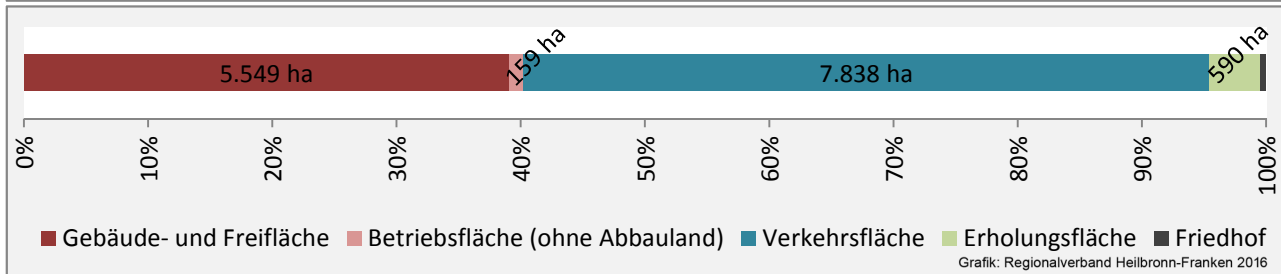 5.549 ha 159 ha 7.838 ha 590 ha
0% 10% 20% 30% 40% 50% 60% 70% 80% 90% 100%
Gebäude- und Freifläche Betriebsfläche (ohne Abbauland) Verkehrsfläche Erholungsfläche Friedhof
Grafik: Regionalverband Heilbronn-Franken 2016